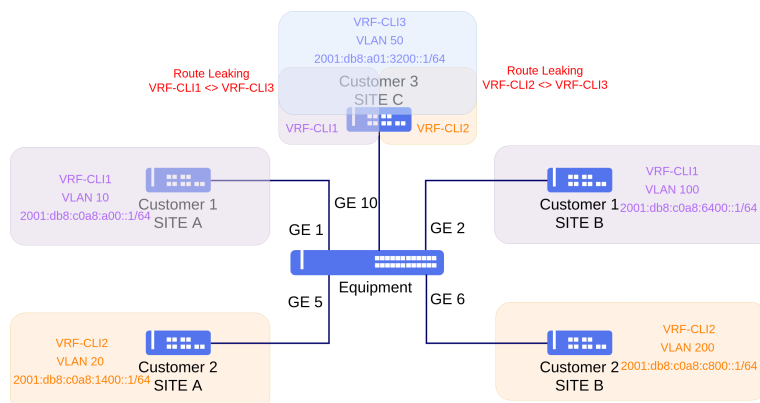 VRF-CLI3
VLAN 50
2001:db8:a01:3200::1/64
Route Leaking
VRF-CLI1 <> VRF-CLI3
Customer 3
SITE C
Route Leaking
VRF-CLI2 <> VRF-CLI3
VRF-CLI1
VRF-CLI2
VRF-CLI1
VLAN 10
2001:db8:c0a8:a00::1/64
Customer 1
SITE A
GE 10
GE 1
GE 2
VRF-CLI1
VLAN 100
2001:db8:c0a8:6400::1/64
Customer 1
SITE B
Equipment
GE 5
GE 6
VRF-CLI2
VLAN 20
2001:db8:c0a8:1400::1/64
Customer 2
SITE A
VRF-CLI2
VLAN 200
2001:db8:c0a8:c800::1/64
Customer 2
SITE B